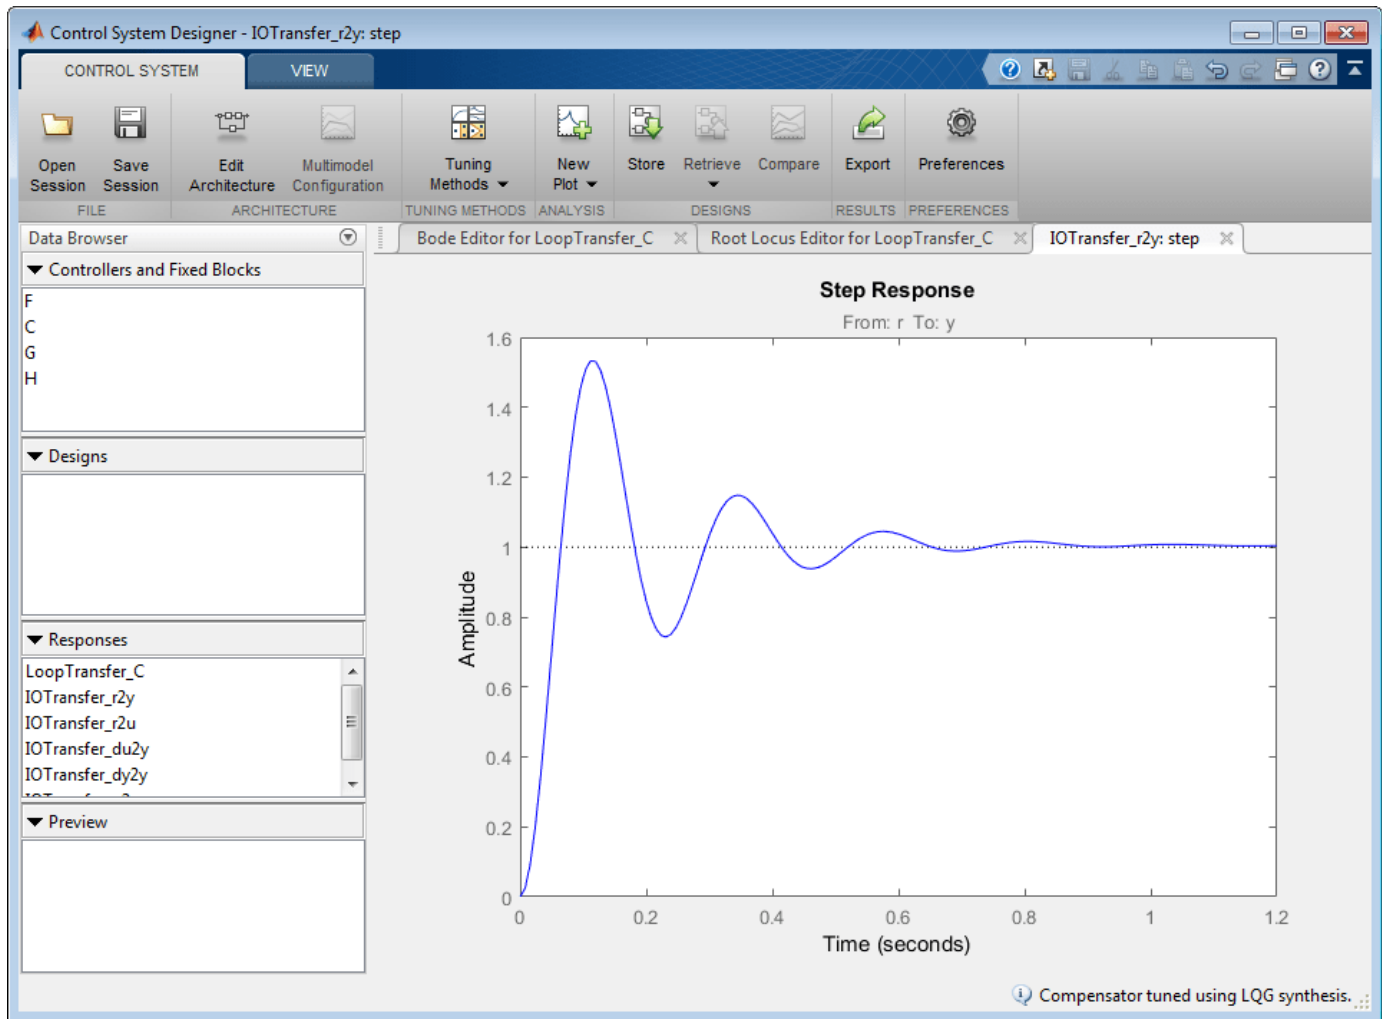 Control System Designer - IOTransfer_r2y: step
CONTROL SYSTEM
VIEW
Open Session
Save Session
Edit Architecture
Multimodel Configuration
Tuning Methods
New Plot
Store
Retrieve
Compare
Export
Preferences
FILE
ARCHITECTURE
TUNING METHODS
ANALYSIS
DESIGNS
RESULTS
PREFERENCES
Data Browser
Controllers and Fixed Blocks
F
C
G
H
Designs
Responses
LoopTransfer_C
IOTransfer_r2y
IOTransfer_r2u
IOTransfer_du2y
IOTransfer_dy2y
Preview
Bode Editor for LoopTransfer_C
Root Locus Editor for LoopTransfer_C
IOTransfer_r2y: step
Step Response
From: r To: y
1.6
1.4
1.2
1
0.8
0.6
0.4
0.2
0
Amplitude
0
0.2
0.4
0.6
0.8
1
1.2
Time (seconds)
Compensator tuned using LQG synthesis.